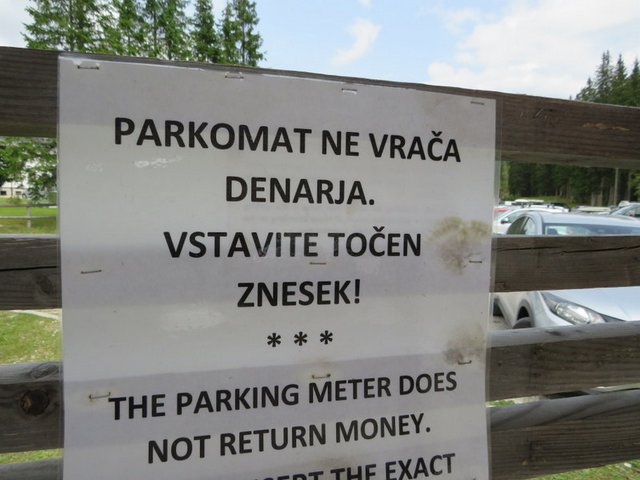 PARKOMAT NE VRAČA
DENARJA.
VSTAVITE TOČEN
ZNESEK!
* * *
THE PARKING METER DOES
NOT RETURN MONEY.
THE EXACT